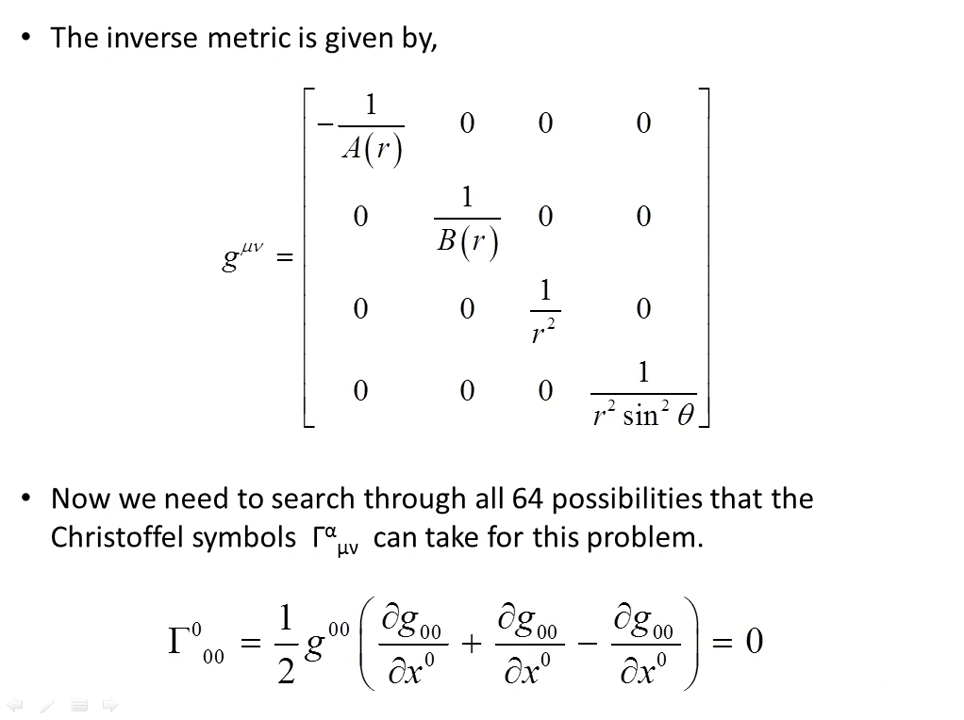 • The inverse metric is given by,
g^{μν} = [ −1/A(r) 0 0 0
0 1/B(r) 0 0
0 0 1/r² 0
0 0 0 1/(r² sin² θ) ]
• Now we need to search through all 64 possibilities that the
Christoffel symbols Γ^α_{μν} can take for this problem.
Γ^0_{00} = 1/2 g^{00} ( ∂g_{00}/∂x^0 + ∂g_{00}/∂x^0 − ∂g_{00}/∂x^0 ) = 0